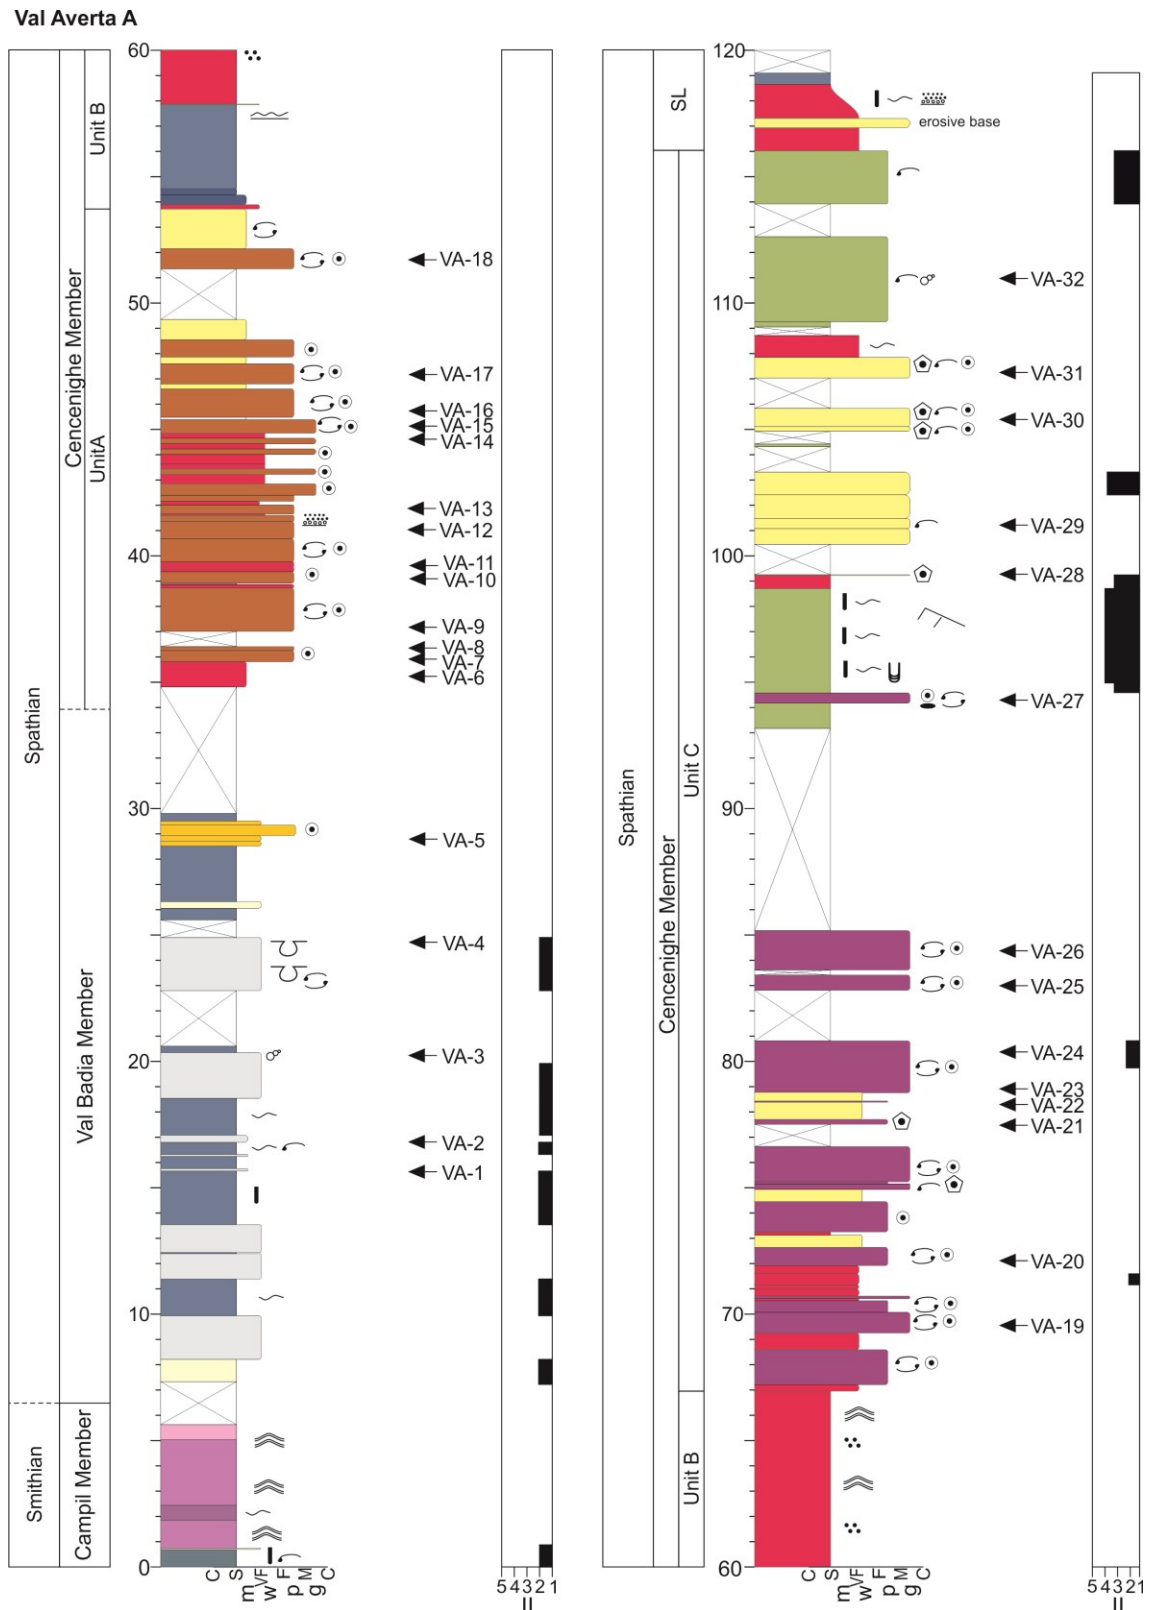 Val Averta A
60
50
40
30
20
10
0
Spathian
Smithian
Cencenighe Member
Val Badia Member
Campil Member
Unit B
UnitA
VA-18
VA-17
VA-16
VA-15
VA-14
VA-13
VA-12
VA-11
VA-10
VA-9
VA-8
VA-7
VA-6
VA-5
VA-4
VA-3
VA-2
VA-1
C S VF F M C
m w p g
5 4 3 2 1
II
120
110
100
90
80
70
60
Spathian
SL
Cencenighe Member
Unit C
Unit B
erosive base
VA-32
VA-31
VA-30
VA-29
VA-28
VA-27
VA-26
VA-25
VA-24
VA-23
VA-22
VA-21
VA-20
VA-19
C S VF F M C
m w p g
5 4 3 2 1
II